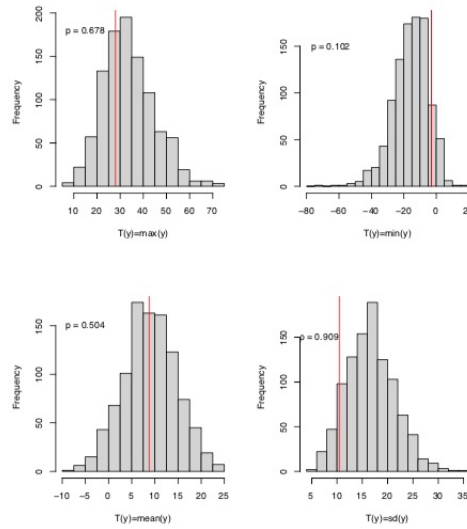 p = 0.678
Frequency
0 50 100 150 200
10 20 30 40 50 60 70
T(y)=max(y)
p = 0.102
Frequency
0 50 100 150
−80 −60 −40 −20 0 20
T(y)=min(y)
p = 0.504
Frequency
0 50 100 150
−10 −5 0 5 10 15 20 25
T(y)=mean(y)
p = 0.909
Frequency
0 50 100 150
5 10 15 20 25 30 35
T(y)=sd(y)